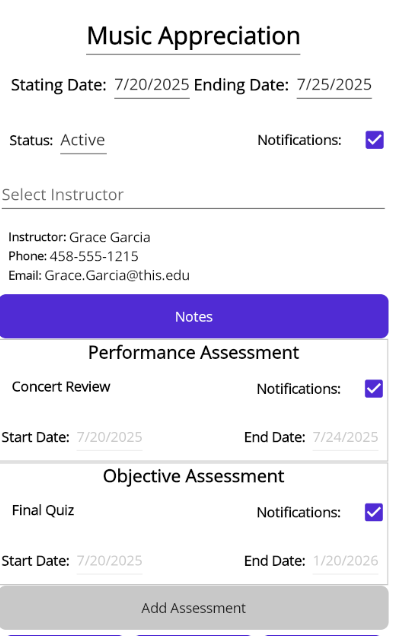 Music Appreciation
Stating Date: 7/20/2025 Ending Date: 7/25/2025
Status: Active Notifications:
Select Instructor
Instructor: Grace Garcia
Phone: 458-555-1215
Email: Grace.Garcia@this.edu
Notes
Performance Assessment
Concert Review Notifications:
Start Date: 7/20/2025 End Date: 7/24/2025
Objective Assessment
Final Quiz Notifications:
Start Date: 7/20/2025 End Date: 1/20/2026
Add Assessment